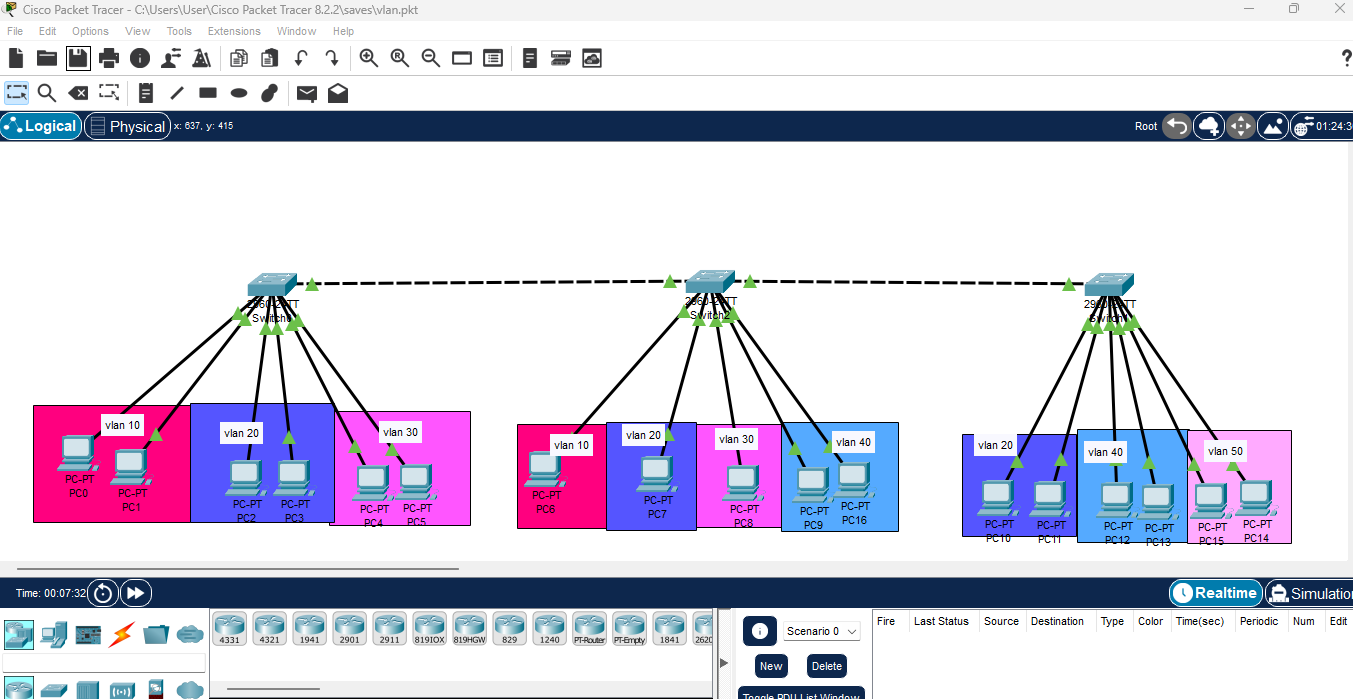 Cisco Packet Tracer - C:\Users\User\Cisco Packet Tracer 8.2.2\saves\vlan.pkt
File Edit Options View Tools Extensions Window Help
?
Logical Physical x: 637, y: 415 Root 01:24:3
2960-24TT
Switch0
2960-24TT
Switch2
2960-24TT
vlan 10
vlan 20
vlan 30
PC-PT
PC0
PC-PT
PC1
PC-PT
PC2
PC-PT
PC3
PC-PT
PC4
PC-PT
PC5
vlan 10
vlan 20
vlan 30
vlan 40
PC-PT
PC6
PC-PT
PC7
PC-PT
PC8
PC-PT
PC9
PC-PT
PC16
vlan 20
vlan 40
vlan 50
PC-PT
PC10
PC-PT
PC11
PC-PT
PC12
PC-PT
PC13
PC-PT
PC15
PC-PT
PC14
Time: 00:07:32 Realtime Simulation
4331 4321 1941 2901 2911 819IOX 819HGW 829 1240 PT-Router PT-Empty 1841 2620
Scenario 0
New Delete
Toggle PDU List Window
Fire Last Status Source Destination Type Color Time(sec) Periodic Num Edit